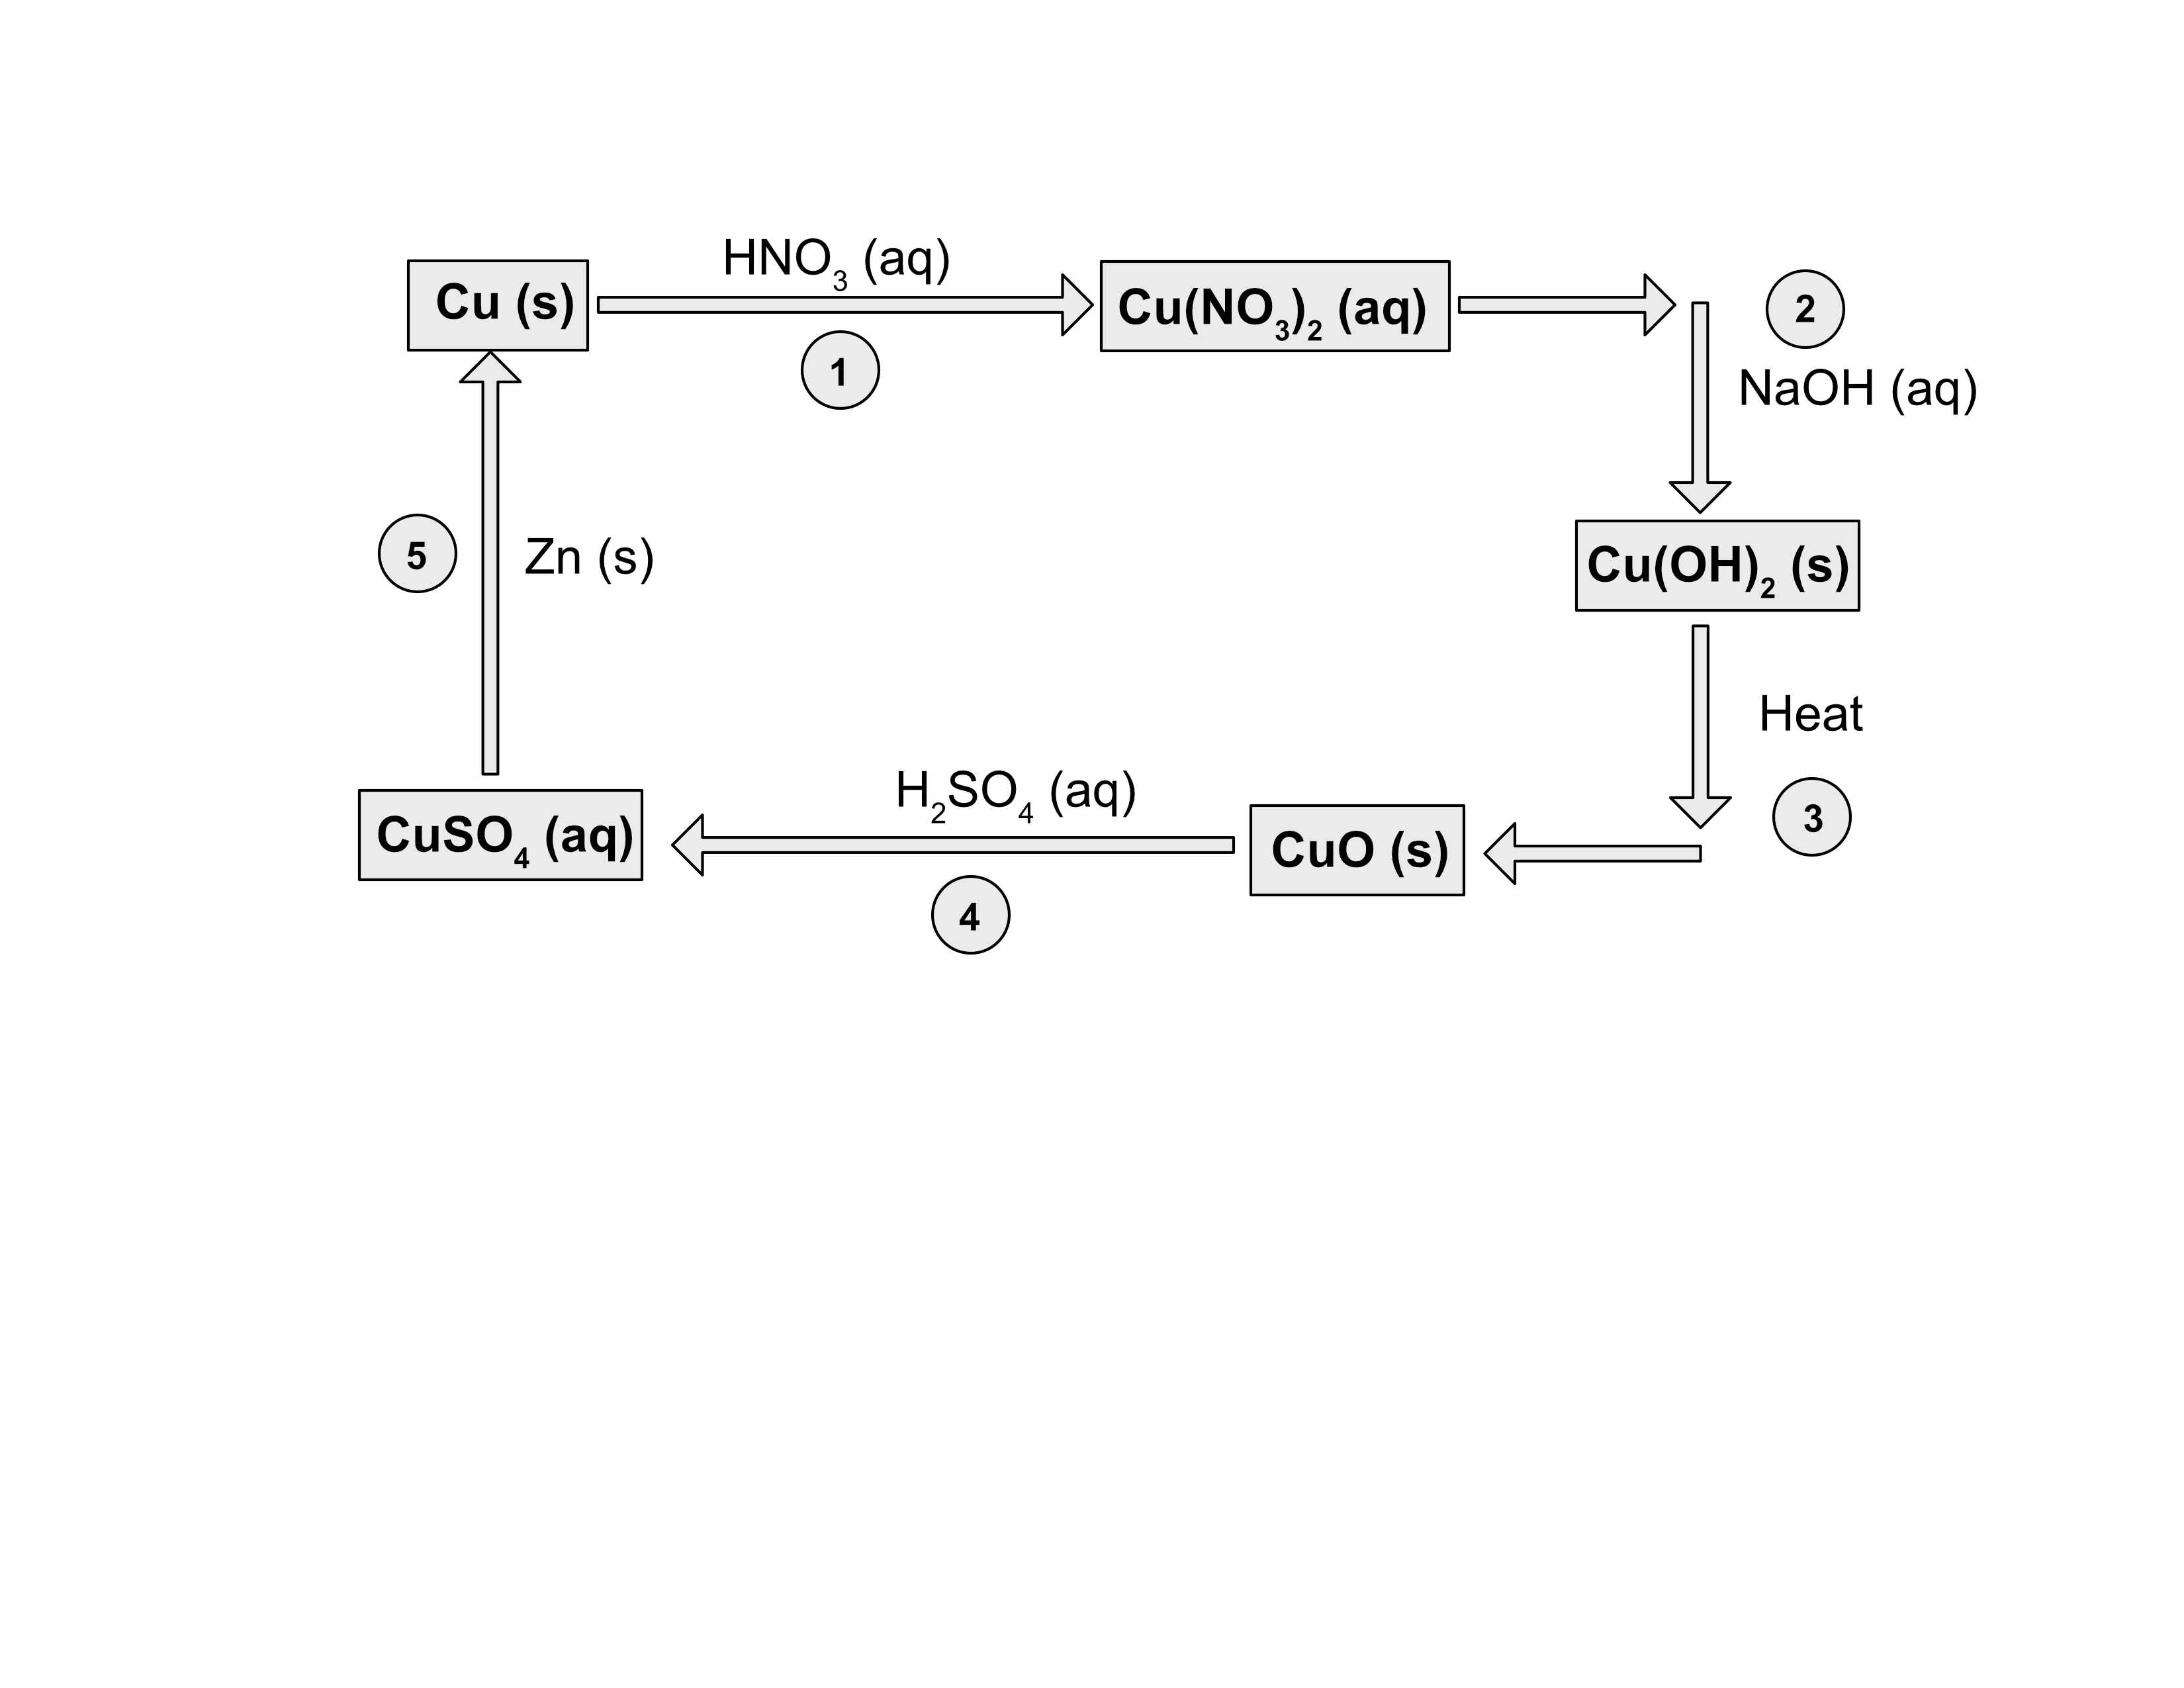 HNO3 (aq)
Cu (s)
Cu(NO3)2 (aq)
2
1
NaOH (aq)
5
Zn (s)
Cu(OH)2 (s)
Heat
H2SO4 (aq)
3
CuSO4 (aq)
CuO (s)
4